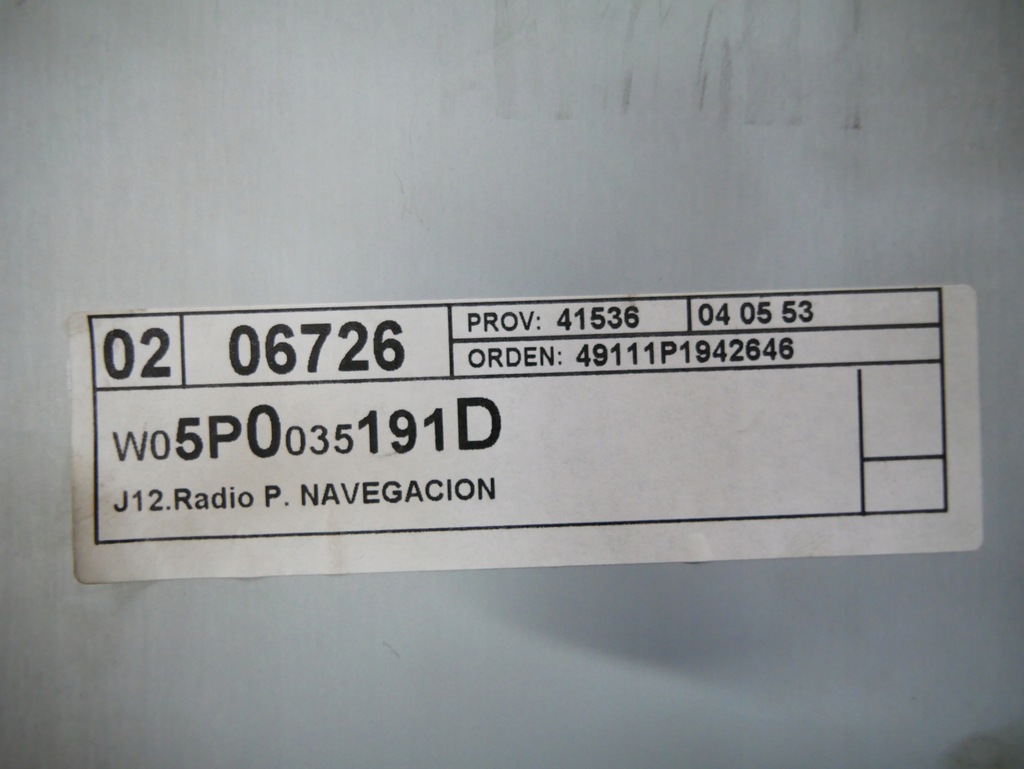 02 06726 PROV: 41536 04 05 53
ORDEN: 49111P1942646
W05P0035191D
J12.Radio P. NAVEGACION